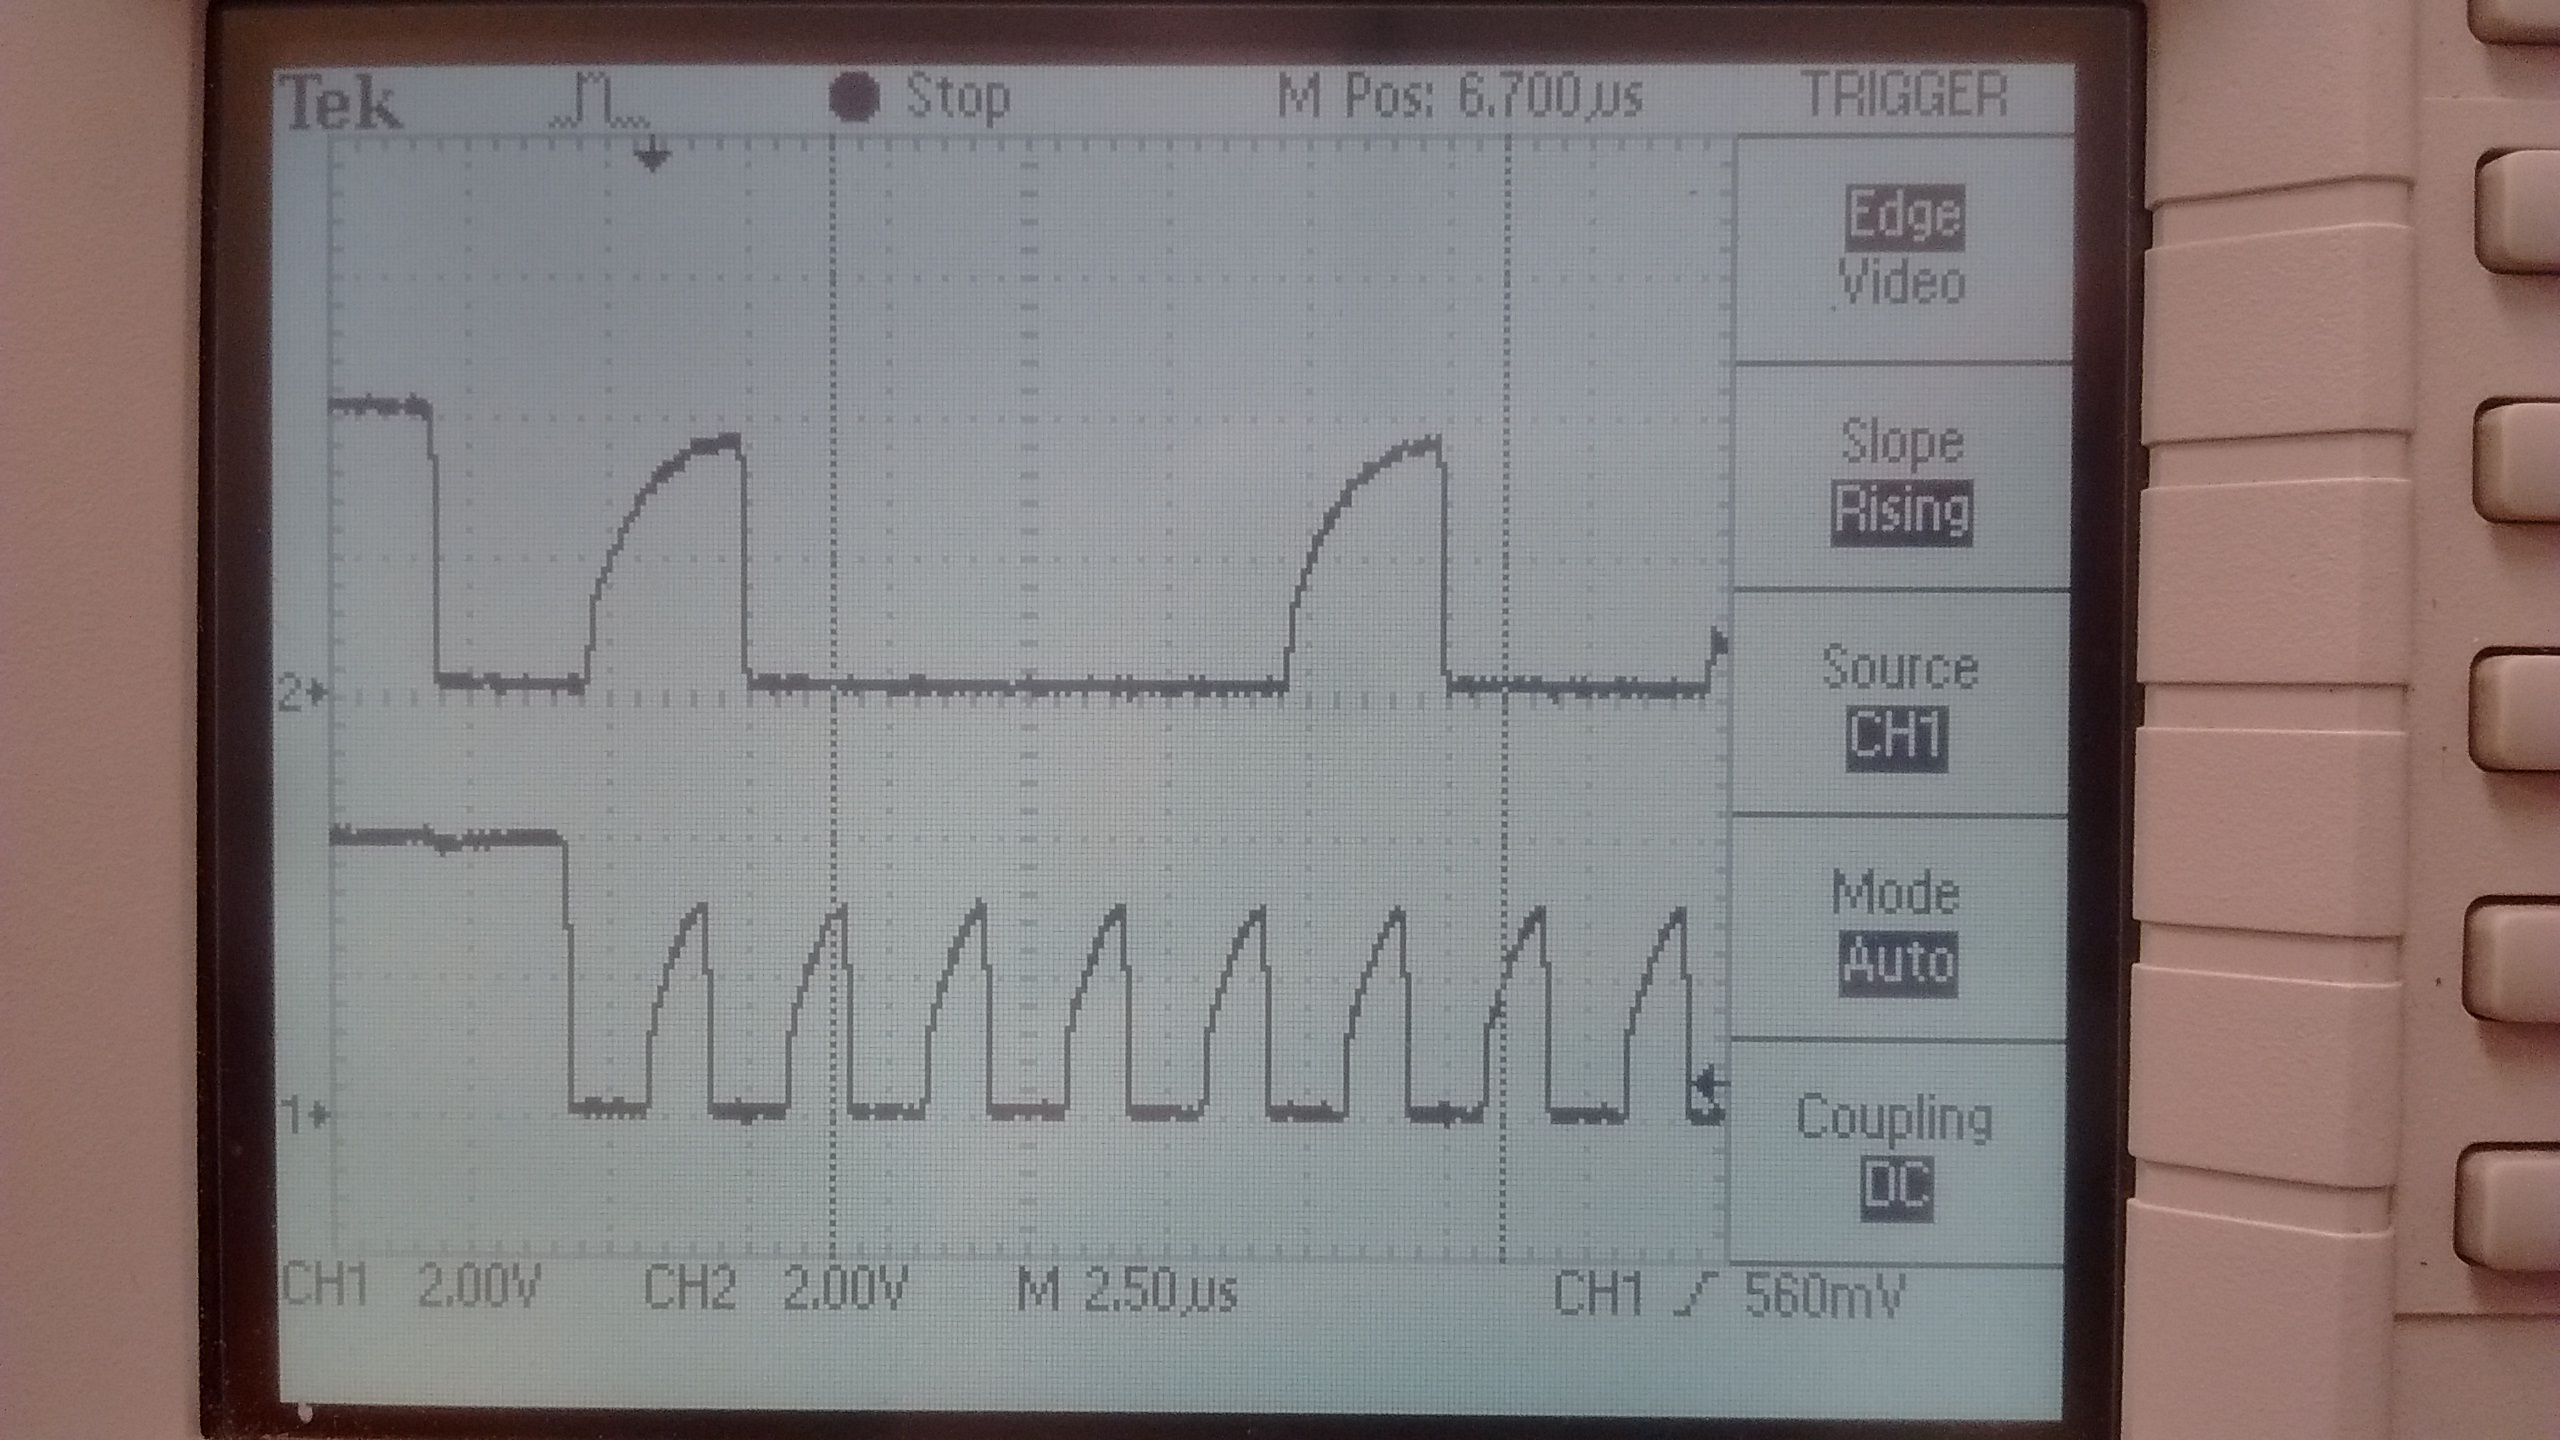 Tek Stop M Pos: 6.700µs TRIGGER
Edge
Video
Slope
Rising
2
Source
CH1
Mode
Auto
1
Coupling
DC
CH1 2.00V CH2 2.00V M 2.50µs CH1 560mV